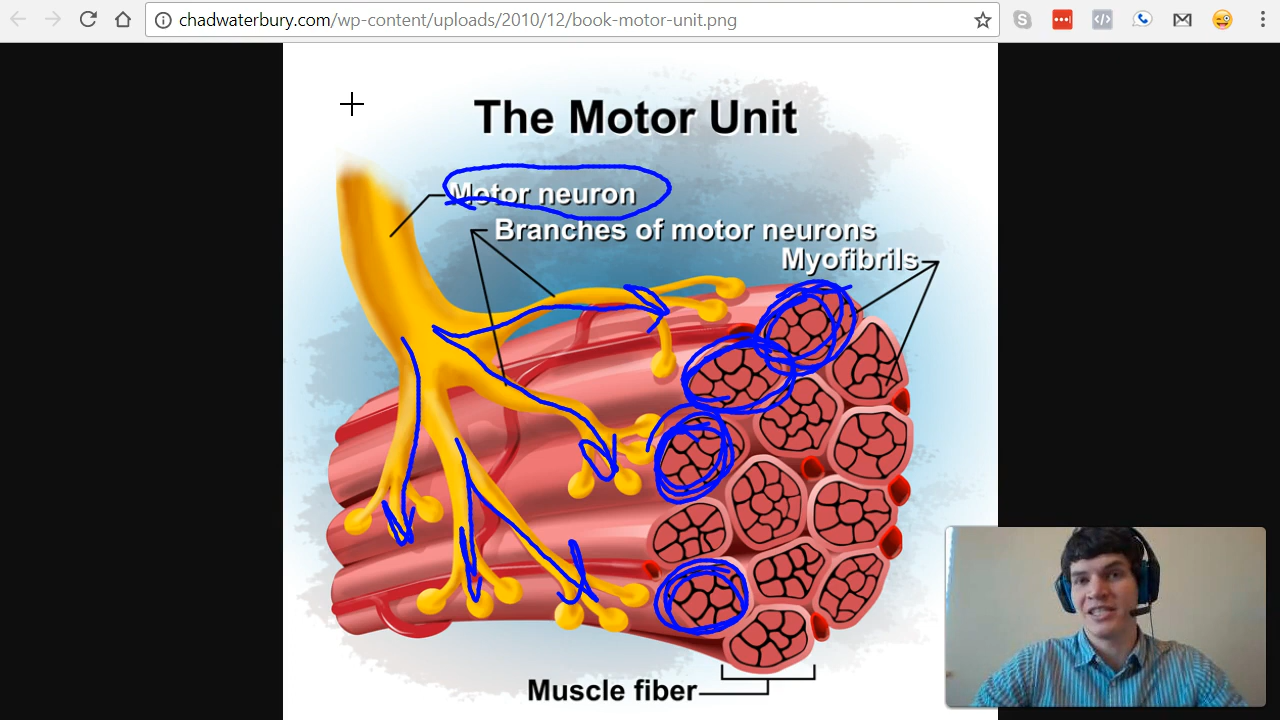 chadwaterbury.com/wp-content/uploads/2010/12/book-motor-unit.png
The Motor Unit
Motor neuron
Branches of motor neurons
Myofibrils
Muscle fiber